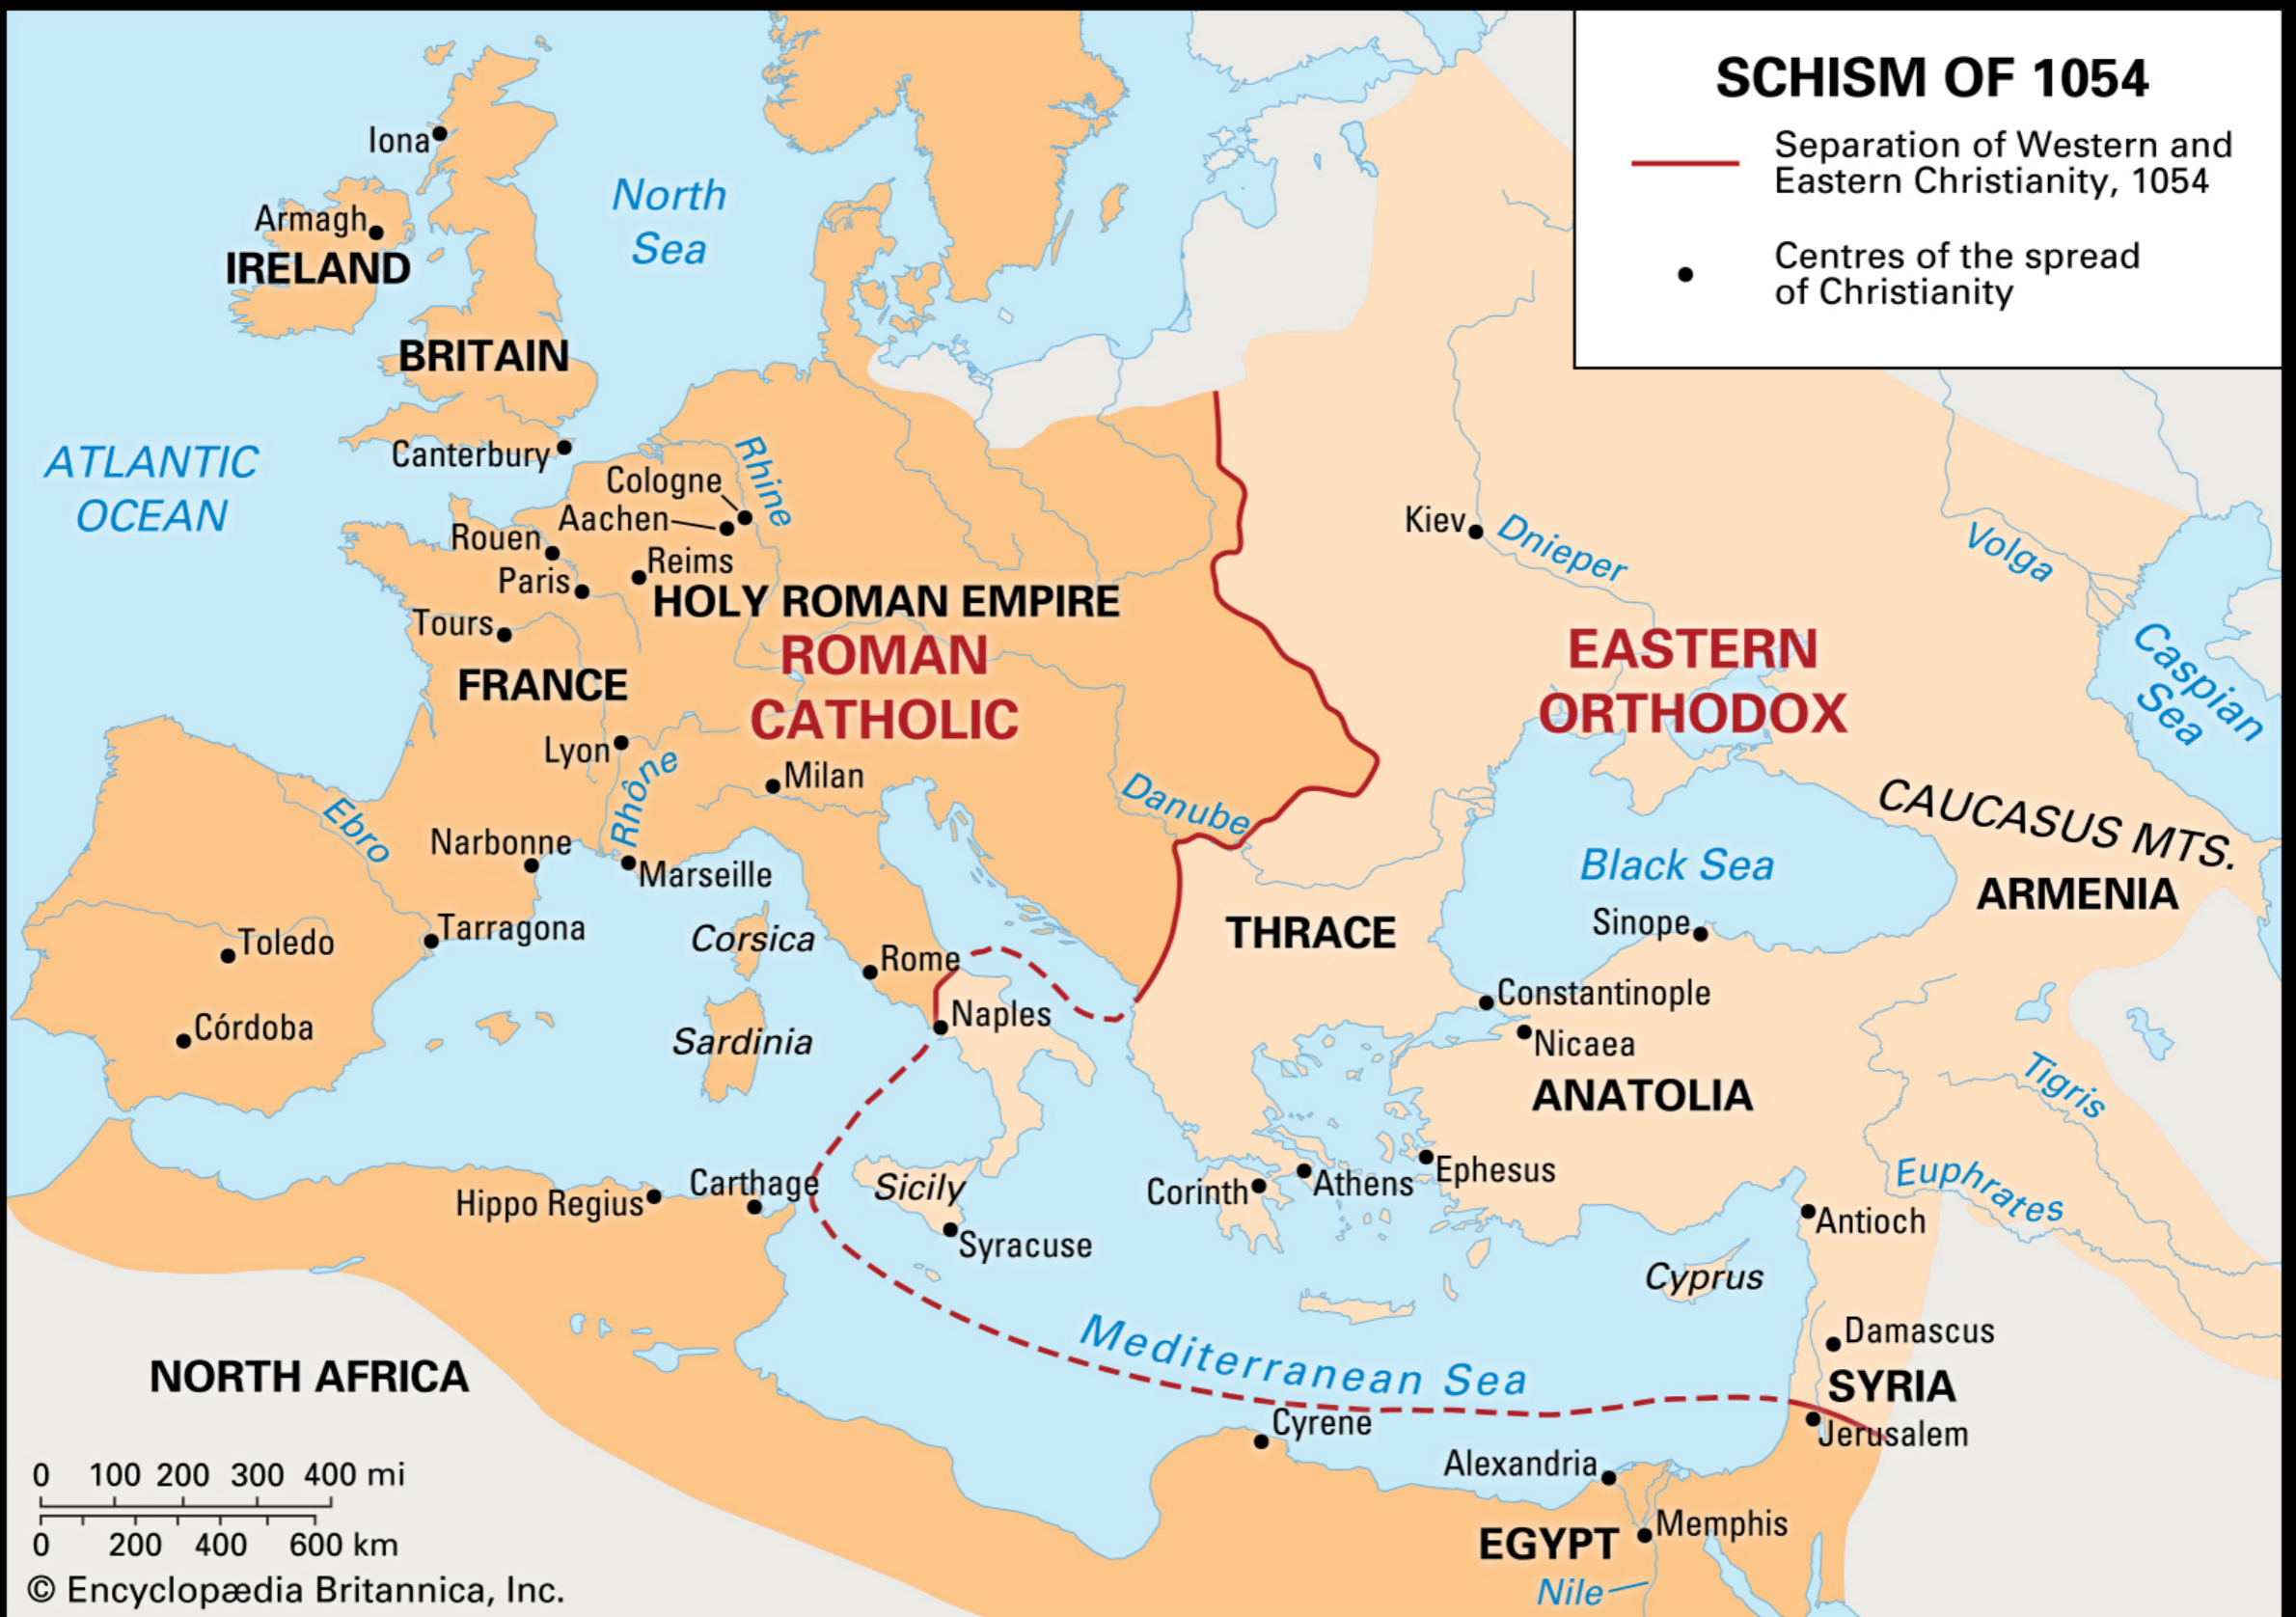 SCHISM OF 1054
Separation of Western and
Eastern Christianity, 1054
Centres of the spread
of Christianity
Iona
North
Sea
Armagh
IRELAND
BRITAIN
ATLANTIC
OCEAN
Canterbury
Cologne
Rhine
Aachen
Rouen
Reims
Paris
HOLY ROMAN EMPIRE
Tours
ROMAN
CATHOLIC
FRANCE
Kiev
Dnieper
Volga
EASTERN
ORTHODOX
Caspian
Sea
Lyon
Rhône
Milan
Danube
CAUCASUS MTS.
Ebro
Narbonne
Marseille
Black Sea
ARMENIA
Toledo
Tarragona
Corsica
Rome
THRACE
Sinope
Córdoba
Sardinia
Naples
Constantinople
Nicaea
ANATOLIA
Tigris
Hippo Regius
Carthage
Sicily
Syracuse
Corinth
Athens
Ephesus
Euphrates
Antioch
Cyprus
Damascus
SYRIA
Mediterranean Sea
Jerusalem
NORTH AFRICA
Cyrene
Alexandria
EGYPT
Memphis
Nile
0 100 200 300 400 mi
0 200 400 600 km
© Encyclopædia Britannica, Inc.